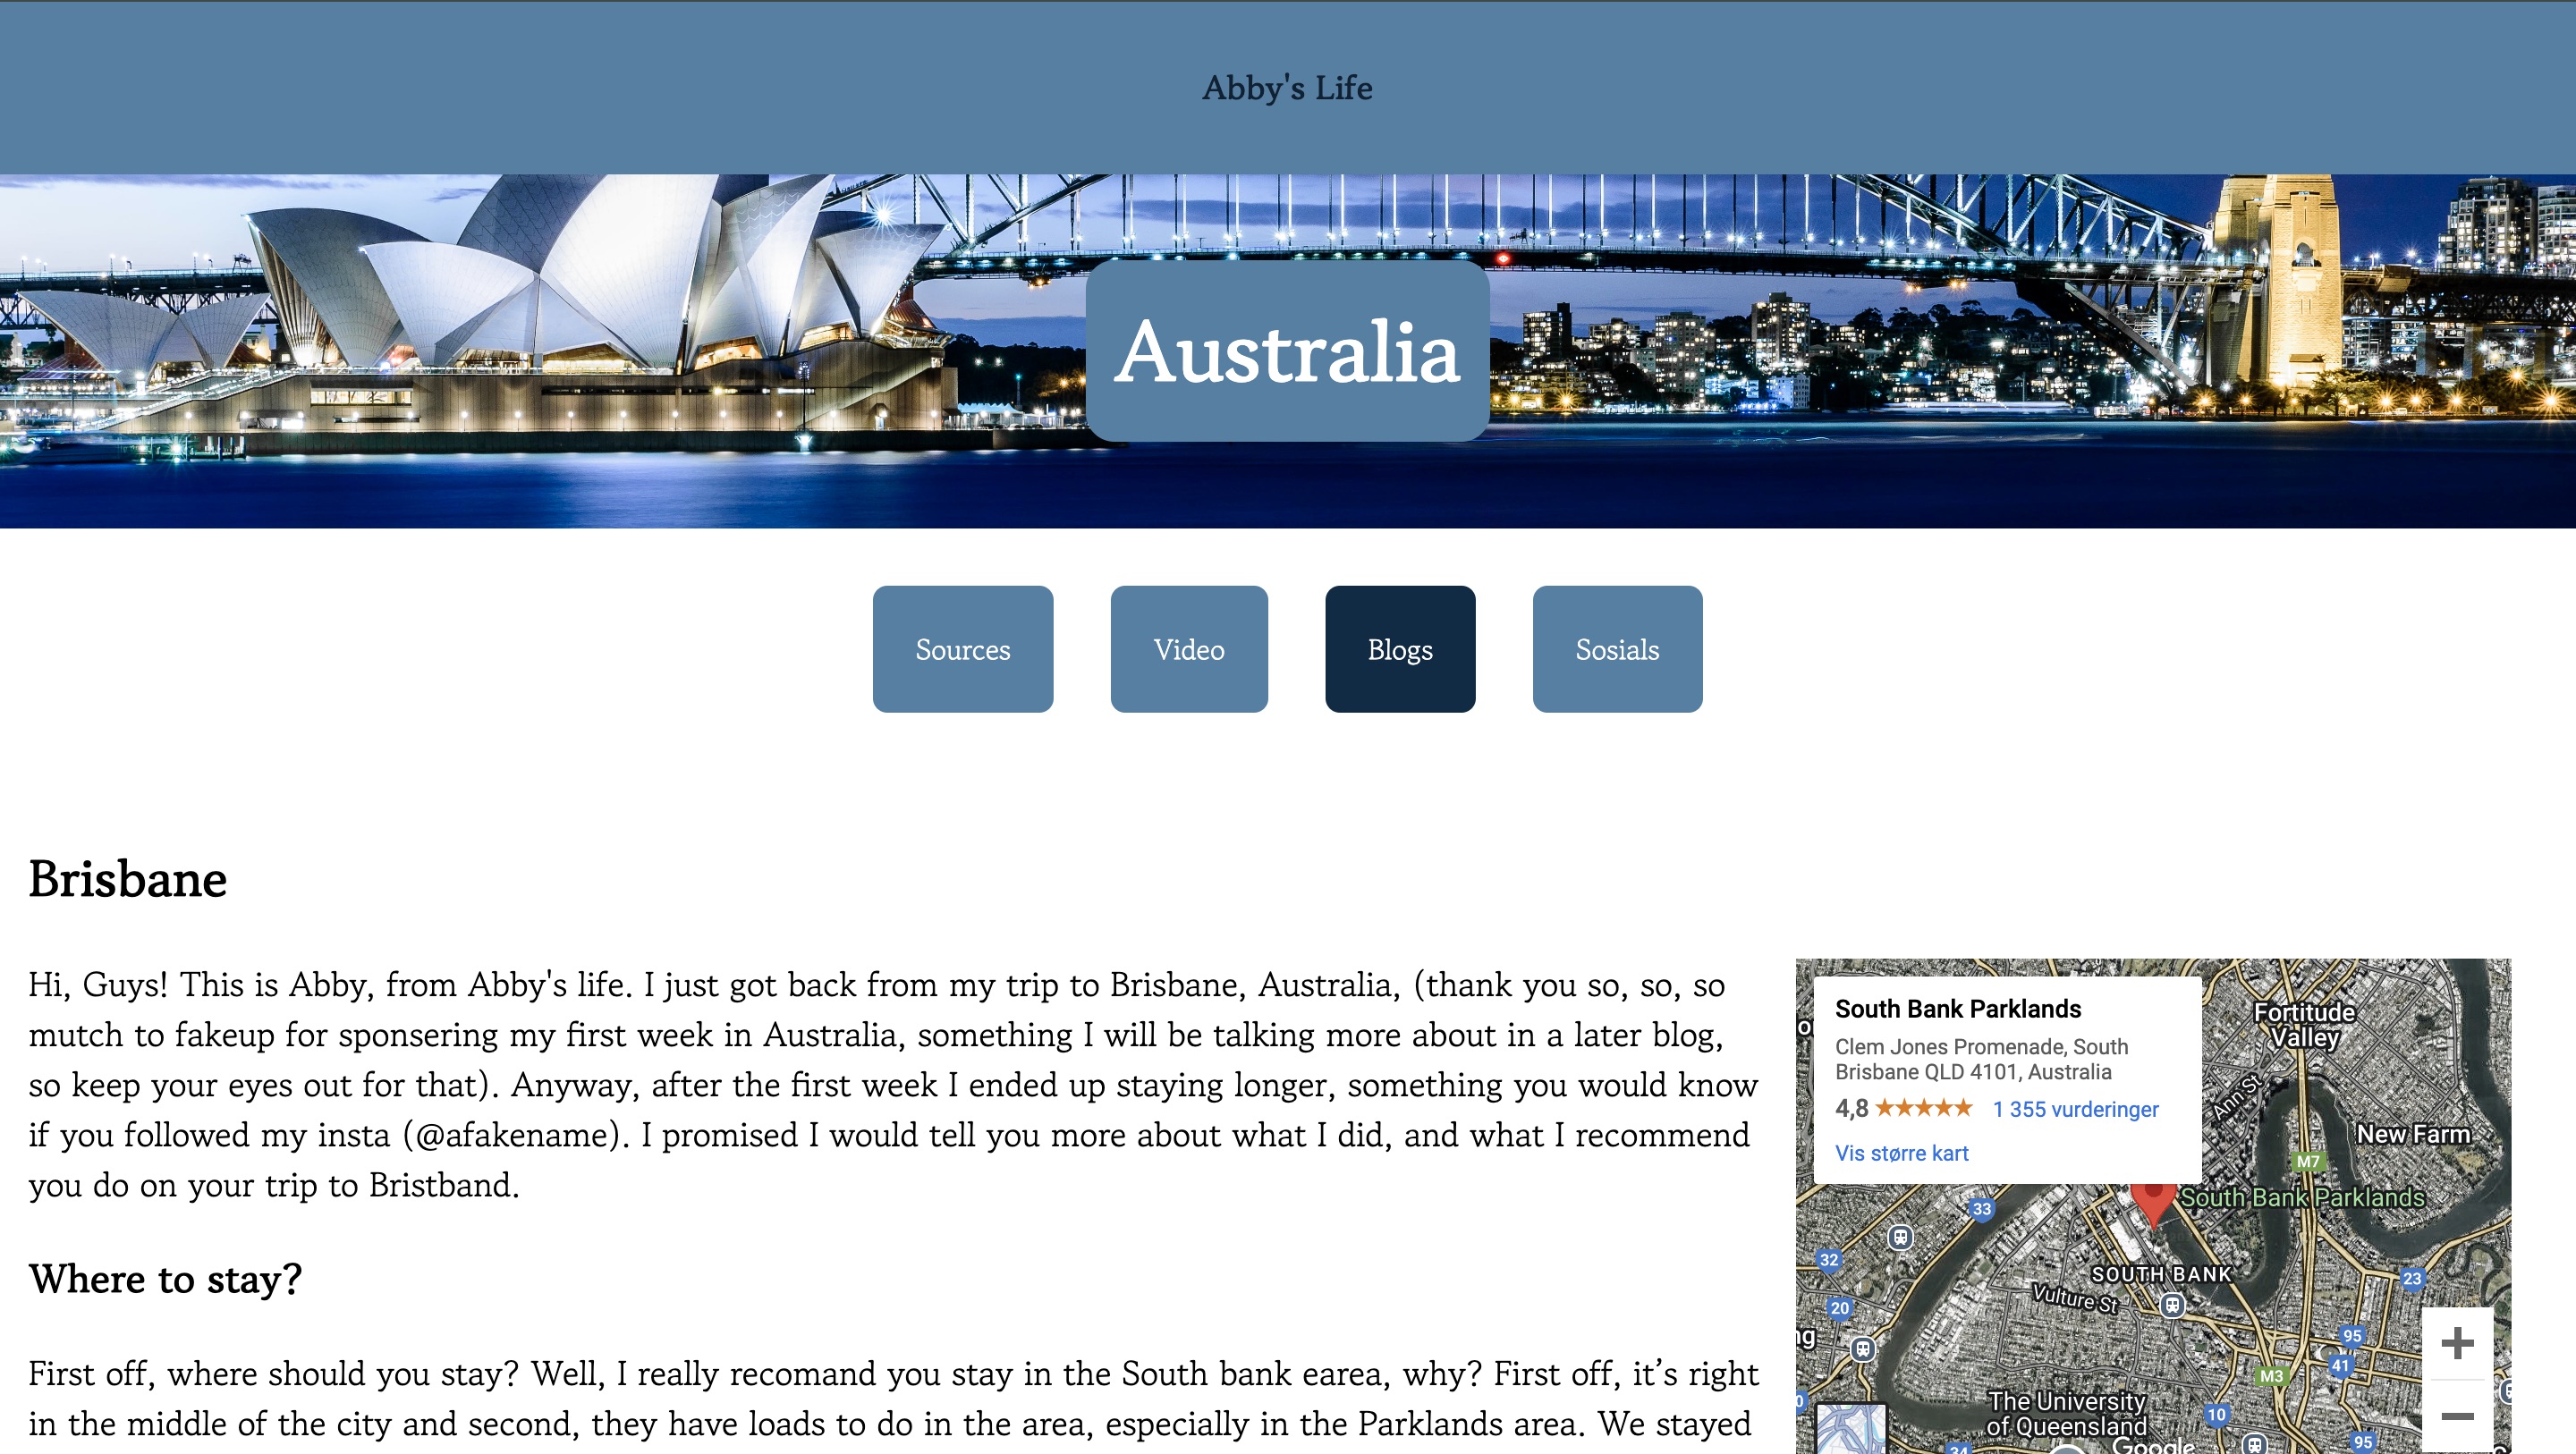 Abby's Life
Australia
Sources
Video
Blogs
Sosials
Brisbane
Hi, Guys! This is Abby, from Abby's life. I just got back from my trip to Brisbane, Australia, (thank you so, so, so
mutch to fakeup for sponsering my first week in Australia, something I will be talking more about in a later blog,
so keep your eyes out for that). Anyway, after the first week I ended up staying longer, something you would know
if you followed my insta (@afakename). I promised I would tell you more about what I did, and what I recommend
you do on your trip to Bristband.
Where to stay?
First off, where should you stay? Well, I really recomand you stay in the South bank earea, why? First off, it’s right
in the middle of the city and second, they have loads to do in the area, especially in the Parklands area. We stayed
South Bank Parklands
Clem Jones Promenade, South
Brisbane QLD 4101, Australia
4,8 ★★★★★ 1 355 vurderinger
Vis større kart
Fortitude
Valley
Ann St
New Farm
M7
South Bank Parklands
33
32
SOUTH BANK
23
20
Vulture St
95
41
M3
The University
of Queensland
10
95
34
Google